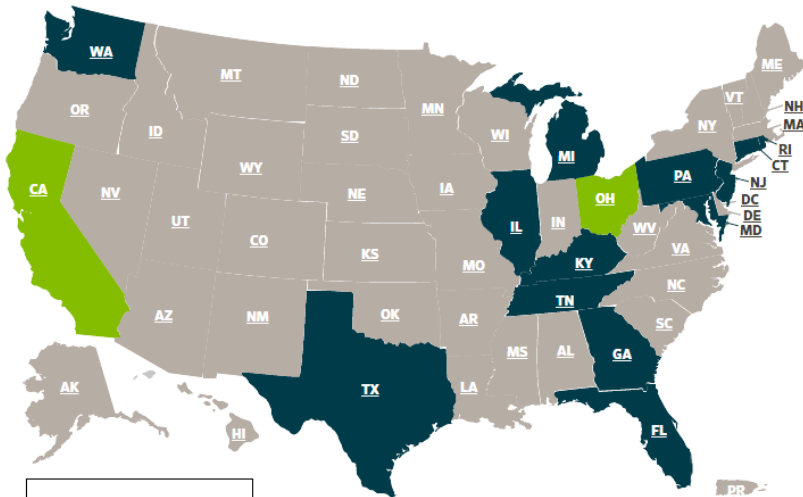 WA
MT
ND
MN
ME
VT
NH
OR
ID
SD
WI
NY
MA
MI
RI
CT
WY
CA
NV
NE
IA
PA
NJ
OH
DC
UT
IL
IN
DE
CO
WV
MD
KS
MO
KY
VA
NC
TN
AZ
NM
OK
AR
SC
MS
AL
GA
AK
TX
LA
HI
FL
PR